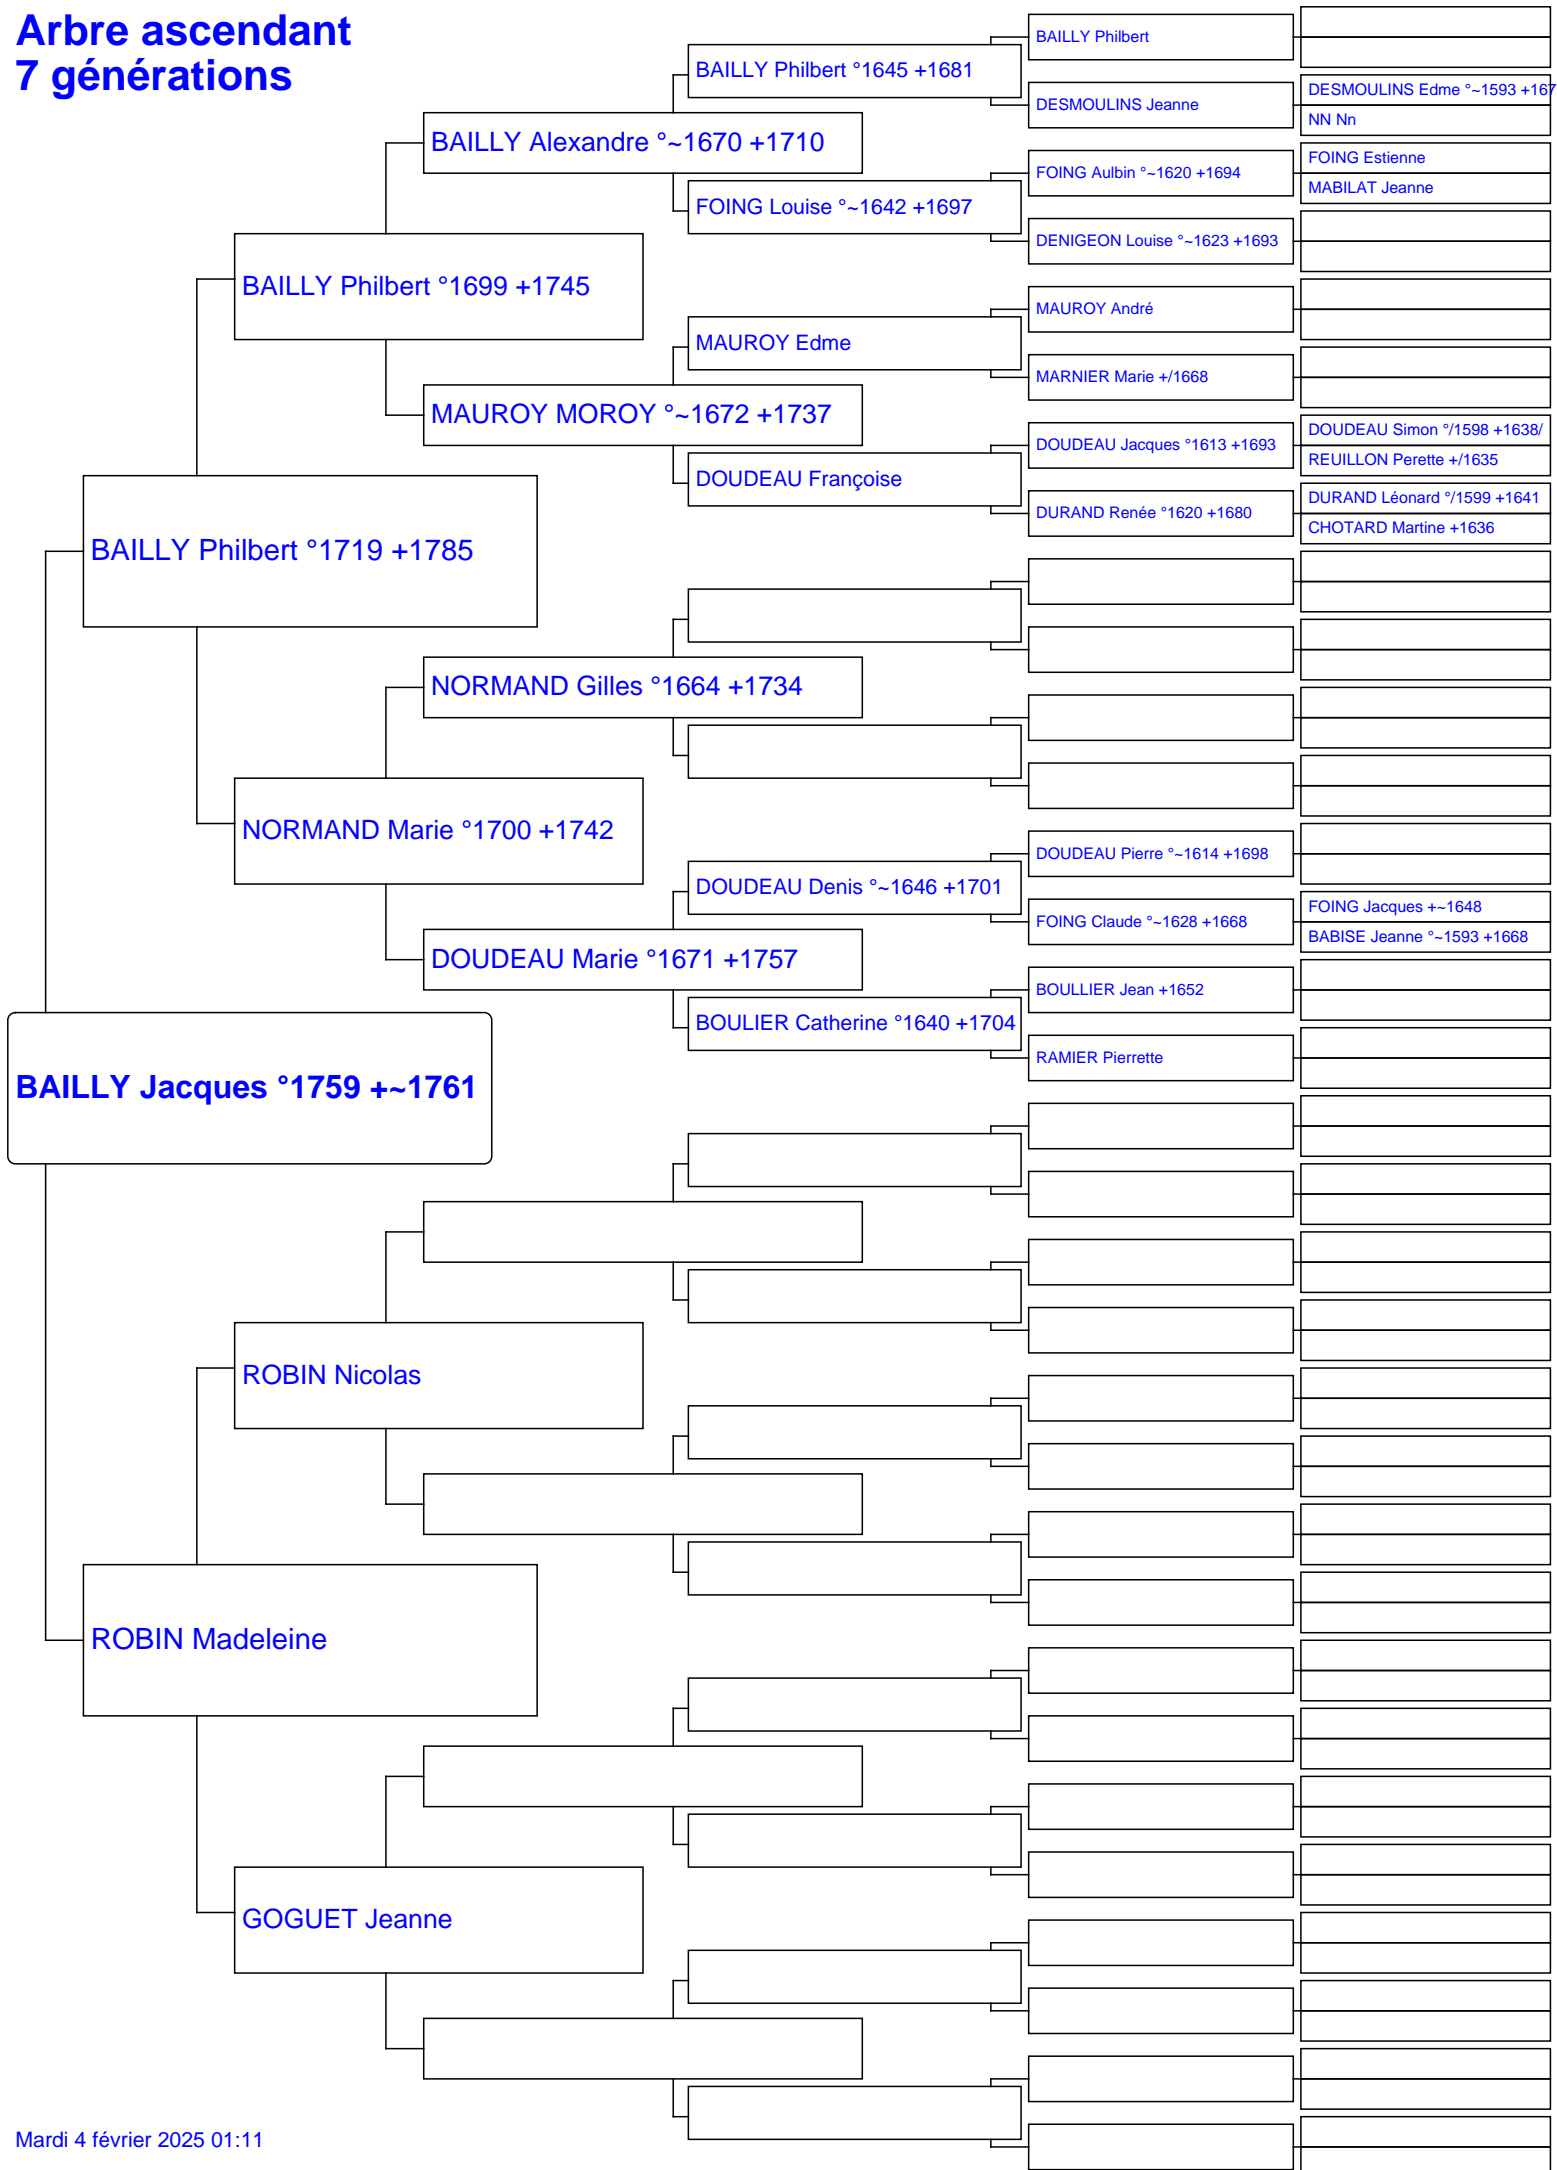 Arbre ascendant
7 générations
BAILLY Jacques °1759 +~1761
BAILLY Philbert °1719 +1785
ROBIN Madeleine
BAILLY Philbert °1699 +1745
NORMAND Marie °1700 +1742
ROBIN Nicolas
GOGUET Jeanne
BAILLY Alexandre °~1670 +1710
MAUROY MOROY °~1672 +1737
NORMAND Gilles °1664 +1734
DOUDEAU Marie °1671 +1757
BAILLY Philbert °1645 +1681
FOING Louise °~1642 +1697
MAUROY Edme
DOUDEAU Françoise
DOUDEAU Denis °~1646 +1701
BOULIER Catherine °1640 +1704
BAILLY Philbert
DESMOULINS Jeanne
FOING Aulbin °~1620 +1694
DENIGEON Louise °~1623 +1693
MAUROY André
MARNIER Marie +/1668
DOUDEAU Jacques °1613 +1693
DURAND Renée °1620 +1680
DOUDEAU Pierre °~1614 +1698
FOING Claude °~1628 +1668
BOULLIER Jean +1652
RAMIER Pierrette
DESMOULINS Edme °~1593 +167
NN Nn
FOING Estienne
MABILAT Jeanne
DOUDEAU Simon °/1598 +1638/
REUILLON Perette +/1635
DURAND Léonard °/1599 +1641
CHOTARD Martine +1636
FOING Jacques +~1648
BABISE Jeanne °~1593 +1668
Mardi 4 février 2025 01:11